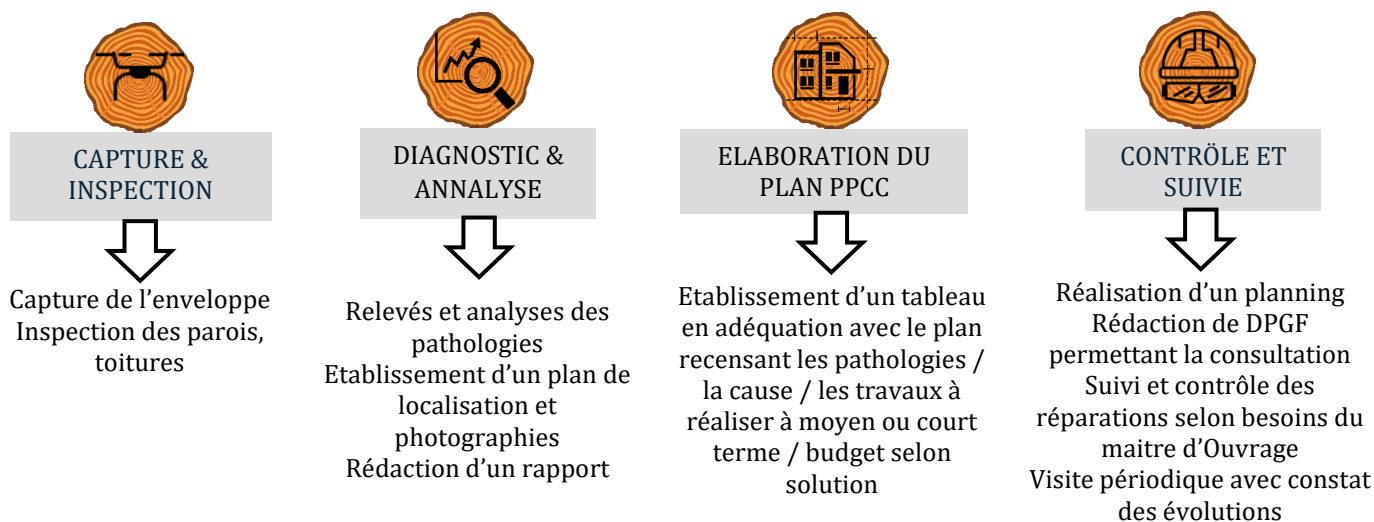 CAPTURE &
INSPECTION
Capture de l’enveloppe
Inspection des parois,
toitures
DIAGNOSTIC &
ANNALYSE
Relevés et analyses des
pathologies
Etablissement d’un plan de
localisation et
photographies
Rédaction d’un rapport
ELABORATION DU
PLAN PPCC
Etablissement d’un tableau
en adéquation avec le plan
recensant les pathologies /
la cause / les travaux à
réaliser à moyen ou court
terme / budget selon
solution
CONTRÖLE ET
SUIVIE
Réalisation d’un planning
Rédaction de DPGF
permettant la consultation
Suivi et contrôle des
réparations selon besoins du
maitre d’Ouvrage
Visite périodique avec constat
des évolutions